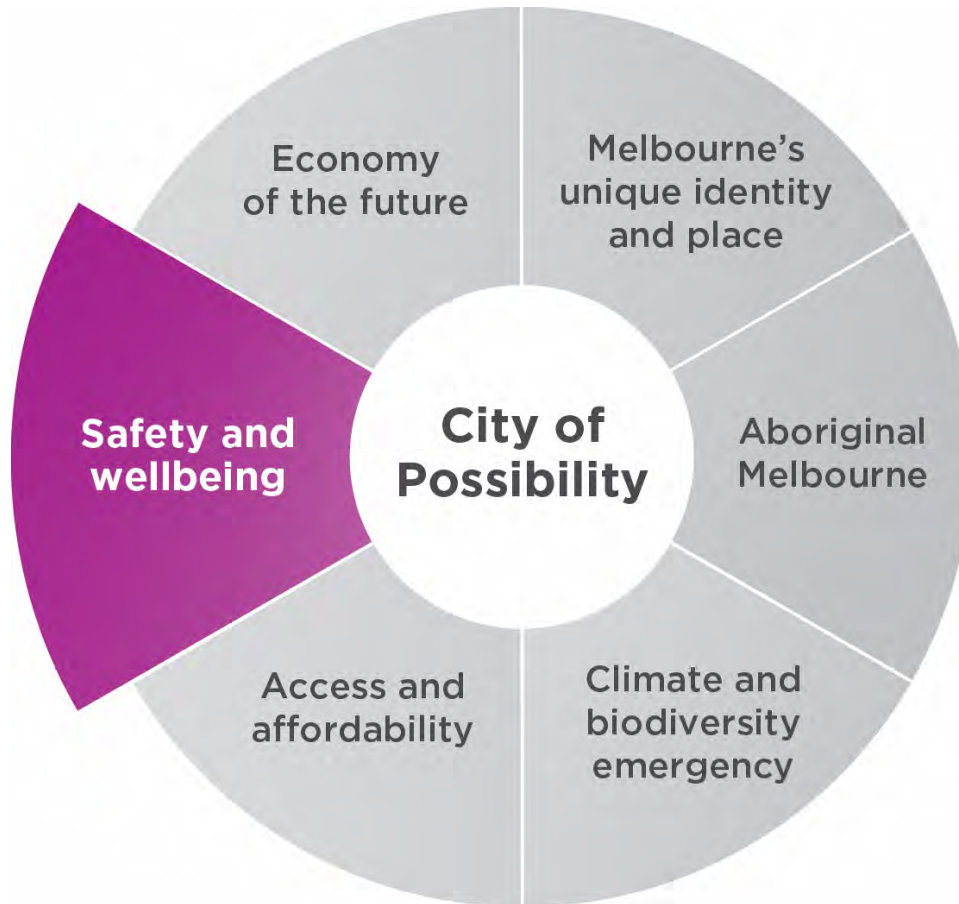 Economy
of the future
Melbourne’s
unique identity
and place
Safety and
wellbeing
City of
Possibility
Aboriginal
Melbourne
Access and
affordability
Climate and
biodiversity
emergency